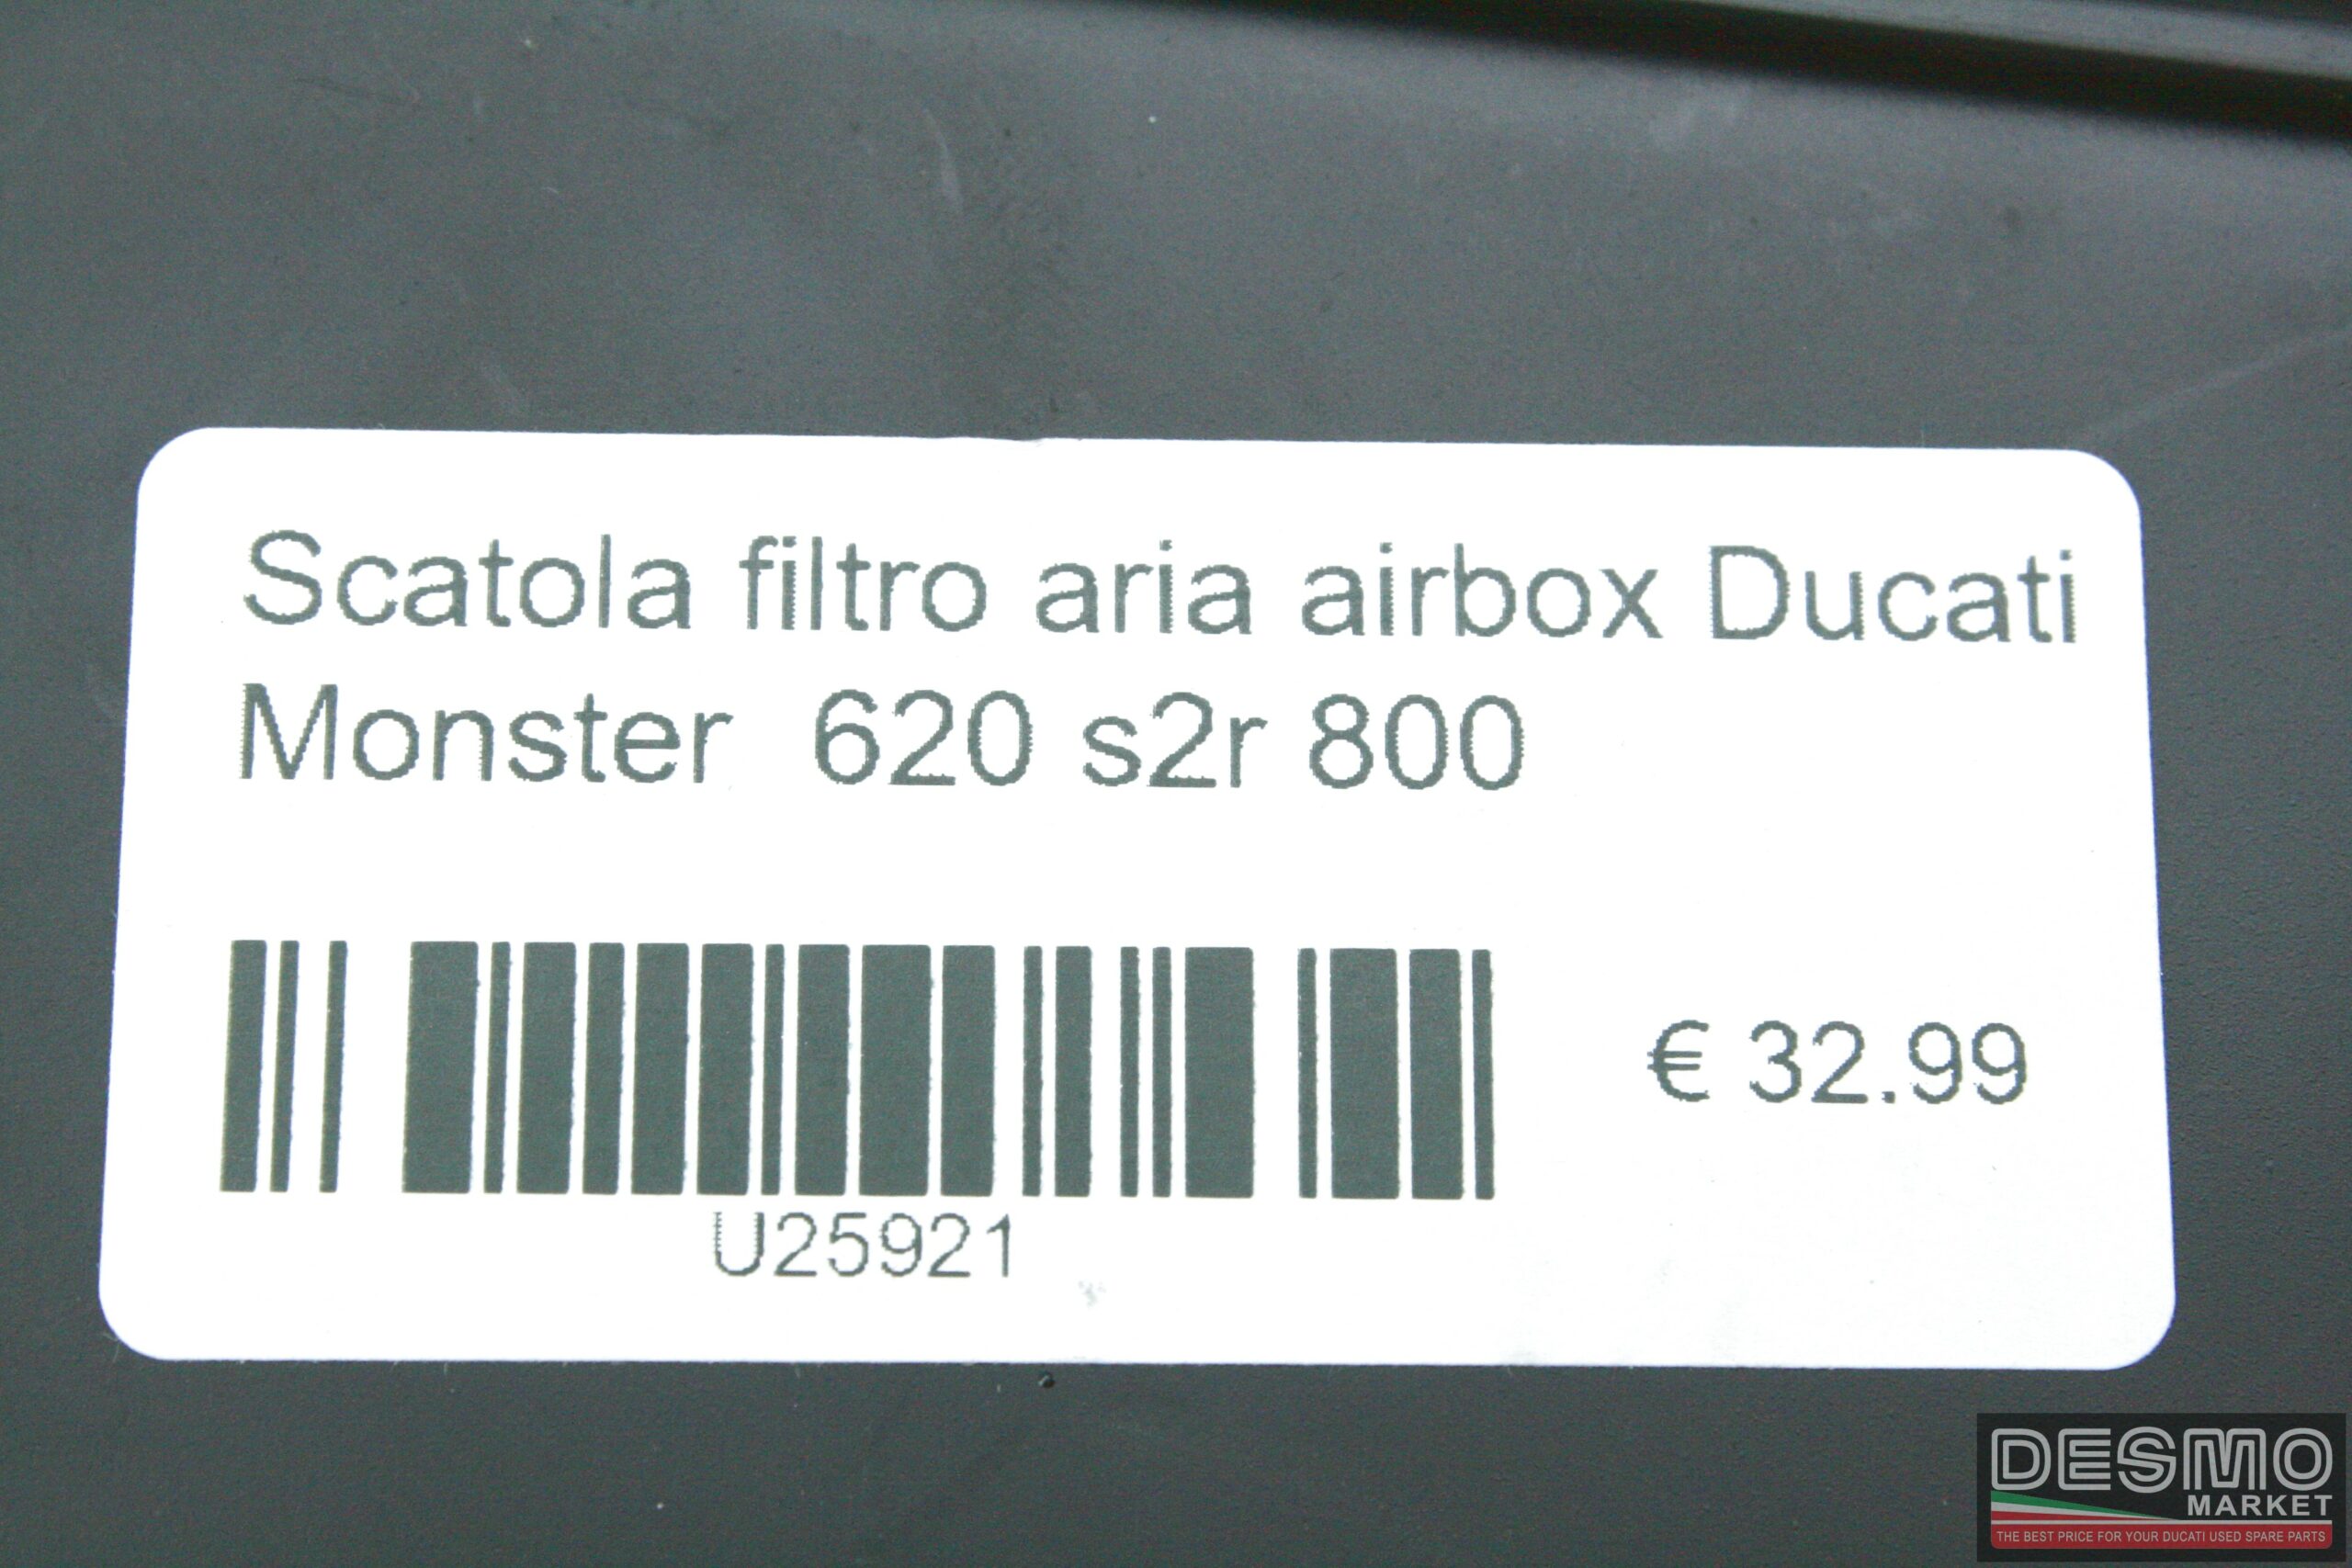 Scatola filtro aria airbox Ducati
Monster  620 s2r 800
€ 32.99
U25921
DESMO
MARKET
THE BEST PRICE FOR YOUR DUCATI USED SPARE PARTS